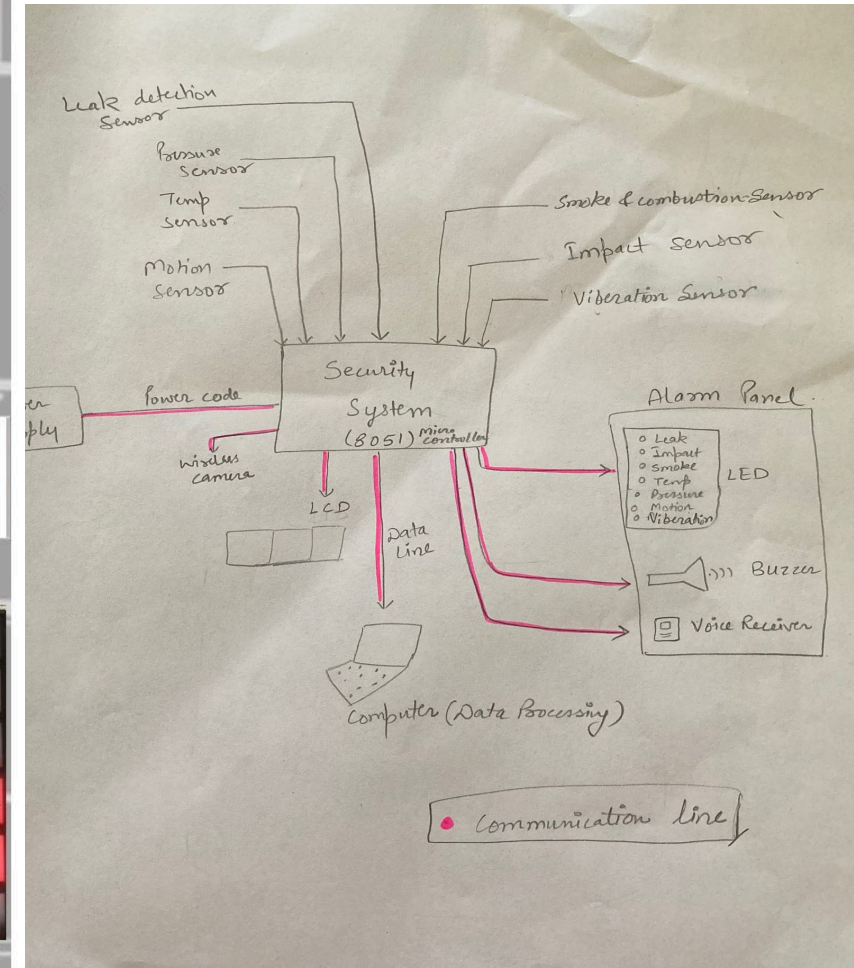 Leak detection
Sensor
Pressure
Sensor
Temp
Sensor
Motion
Sensor
Smoke & combustion Sensor
Impact Sensor
Viberation Sensor
Security
System
(8051) Micro
controller
Power code
er
ply
wireless
camera
LCD
Data
Line
Computer (Data Processing)
Alarm Panel.
Leak
Impact
Smoke
Temp
Pressure
Motion
Viberation
LED
Buzzer
Voice Receiver
Communication line